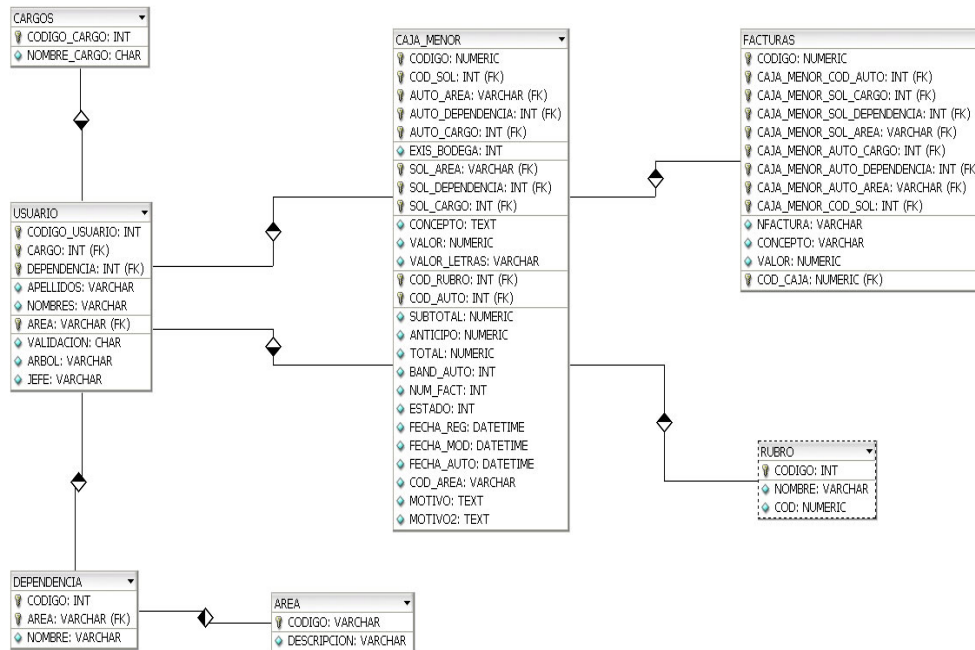 CARGOS
CODIGO_CARGO: INT
NOMBRE_CARGO: CHAR
USUARIO
CODIGO_USUARIO: INT
CARGO: INT (FK)
DEPENDENCIA: INT (FK)
APELLIDOS: VARCHAR
NOMBRES: VARCHAR
AREA: VARCHAR (FK)
VALIDACION: CHAR
ARBOL: VARCHAR
JEFE: VARCHAR
DEPENDENCIA
CODIGO: INT
AREA: VARCHAR (FK)
NOMBRE: VARCHAR
AREA
CODIGO: VARCHAR
DESCRIPCION: VARCHAR
CAJA_MENOR
CODIGO: NUMERIC
COD_SOL: INT (FK)
AUTO_AREA: VARCHAR (FK)
AUTO_DEPENDENCIA: INT (FK)
AUTO_CARGO: INT (FK)
EXIS_BODEGA: INT
SOL_AREA: VARCHAR (FK)
SOL_DEPENDENCIA: INT (FK)
SOL_CARGO: INT (FK)
CONCEPTO: TEXT
VALOR: NUMERIC
VALOR_LETRAS: VARCHAR
COD_RUBRO: INT (FK)
COD_AUTO: INT (FK)
SUBTOTAL: NUMERIC
ANTICIPO: NUMERIC
TOTAL: NUMERIC
BAND_AUTO: INT
NUM_FACT: INT
ESTADO: INT
FECHA_REG: DATETIME
FECHA_MOD: DATETIME
FECHA_AUTO: DATETIME
COD_AREA: VARCHAR
MOTIVO: TEXT
MOTIVO2: TEXT
FACTURAS
CODIGO: NUMERIC
CAJA_MENOR_COD_AUTO: INT (FK)
CAJA_MENOR_SOL_CARGO: INT (FK)
CAJA_MENOR_SOL_DEPENDENCIA: INT (FK)
CAJA_MENOR_SOL_AREA: VARCHAR (FK)
CAJA_MENOR_AUTO_CARGO: INT (FK)
CAJA_MENOR_AUTO_DEPENDENCIA: INT (FK
CAJA_MENOR_AUTO_AREA: VARCHAR (FK)
CAJA_MENOR_COD_SOL: INT (FK)
NFACTURA: VARCHAR
CONCEPTO: VARCHAR
VALOR: NUMERIC
COD_CAJA: NUMERIC (FK)
RUBRO
CODIGO: INT
NOMBRE: VARCHAR
COD: NUMERIC